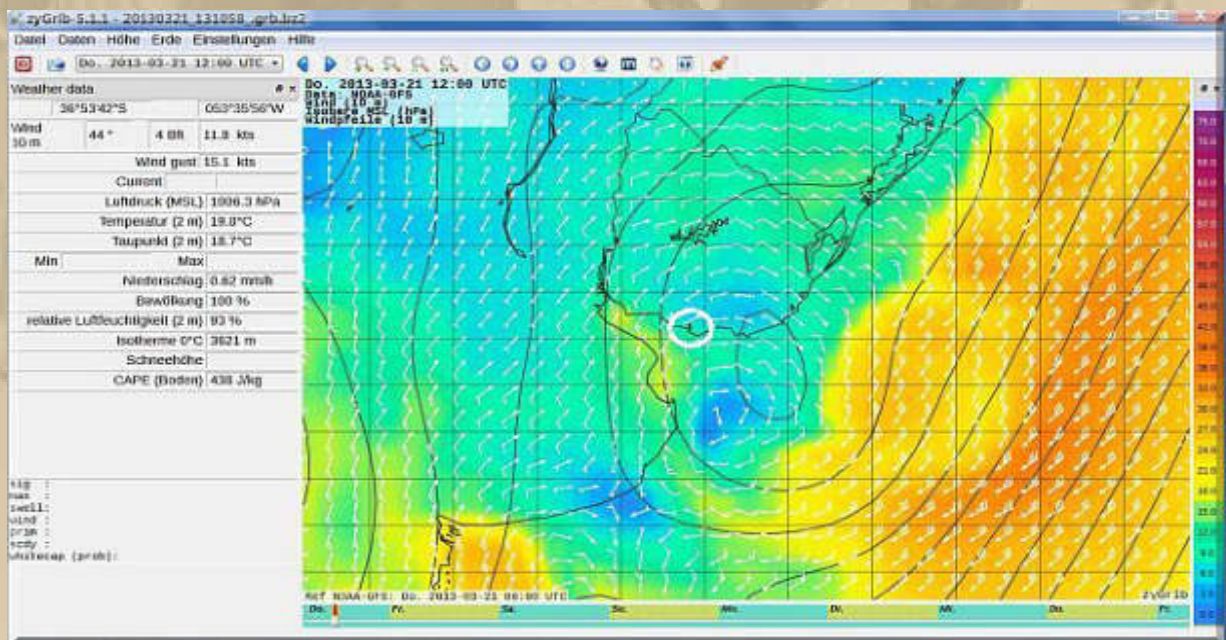 zyGrib-5.1.1 - 20130321_131058_.grb.bz2
Datei Daten Höhe Erde Einstellungen Hilfe
Do. 2013-03-21 12:00 UTC
Weather data
36°53'42"S 053°35'56"W
Wind 10 m 44 ° 4 Bft 11.8 kts
Wind gust 15.1 kts
Current
Luftdruck (MSL) 1006.3 hPa
Temperatur (2 m) 19.8°C
Taupunkt (2 m) 18.7°C
Min Max
Niederschlag 0.62 mm/h
Bewölkung 100 %
relative Luftfeuchtigkeit (2 m) 93 %
Isotherme 0°C 3621 m
Schneehöhe
CAPE (Boden) 438 J/kg
sig :
max :
swell:
wind :
prim :
scdy :
whitecap (prob):
Do. 2013-03-21 12:00 UTC
Data: NOAA-GFS
Wind (10 m)
Isobare MSL (hPa)
Windpfeile (10 m)
Ref NOAA-GFS: Do. 2013-03-21 06:00 UTC
zyGrib
Do. Fr. Sa. So. Mo. Di. Mi. Do. Fr.